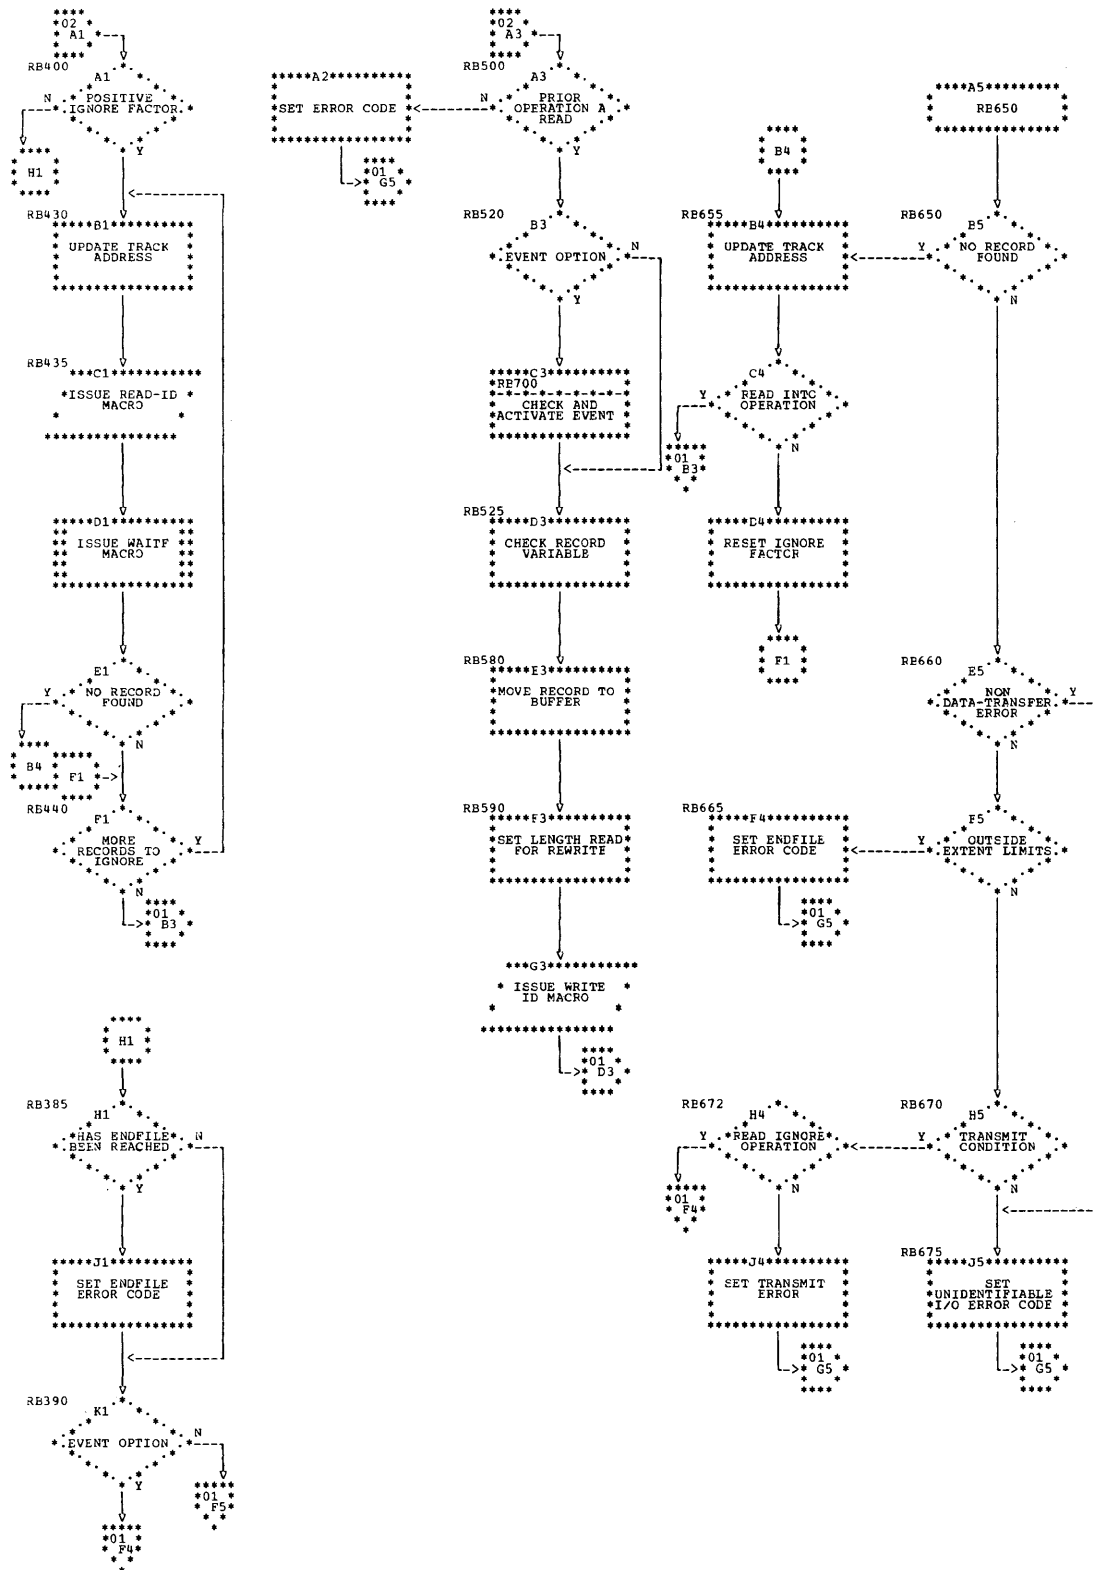 02
A1
RB400
A1
POSITIVE
IGNORE FACTOR
N
Y
H1
RB430
B1
UPDATE TRACK
ADDRESS
RB435
C1
ISSUE READ-ID
MACRO
D1
ISSUE WAITF
MACRO
E1
NO RECORD
FOUND
Y
N
B4
F1
RB440
F1
MORE
RECORDS TO
IGNORE
Y
N
01
B3
H1
RB385
H1
HAS ENDFILE
BEEN REACHED
N
Y
J1
SET ENDFILE
ERROR CODE
RB390
K1
EVENT OPTION
N
Y
01
F5
01
F4
A2
SET ERROR CODE
01
G5
02
A3
RB500
A3
PRIOR
OPERATION A
READ
N
Y
RB520
B3
EVENT OPTION
N
Y
C3
RB700
CHECK AND
ACTIVATE EVENT
RB525
D3
CHECK RECORD
VARIABLE
RB580
E3
MOVE RECORD TO
BUFFER
RB590
F3
SET LENGTH READ
FOR REWRITE
G3
ISSUE WRITE
ID MACRO
01
D3
B4
RB655
B4
UPDATE TRACK
ADDRESS
C4
READ INTO
OPERATION
Y
N
01
B3
D4
RESET IGNORE
FACTOR
F1
RB665
F4
SET ENDFILE
ERROR CODE
01
G5
RB672
H4
READ IGNORE
OPERATION
Y
N
01
F4
J4
SET TRANSMIT
ERROR
01
G5
A5
RB650
RB650
B5
NO RECORD
FOUND
Y
N
RB660
E5
NON
DATA-TRANSFER
ERROR
Y
N
F5
OUTSIDE
EXTENT LIMITS
Y
N
RB670
H5
TRANSMIT
CONDITION
Y
N
RB675
J5
SET
UNIDENTIFIABLE
I/O ERROR CODE
01
G5